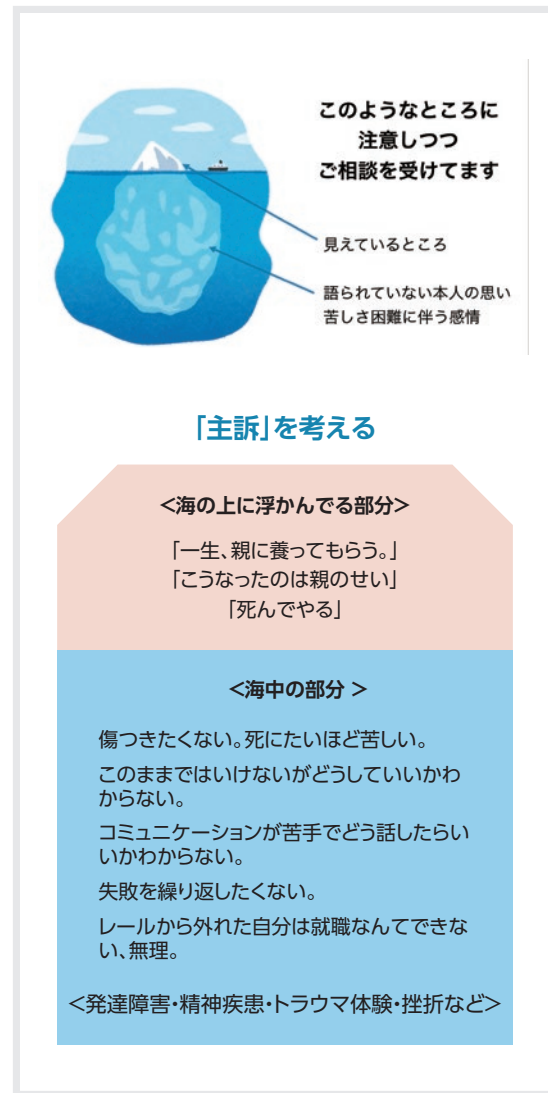 このようなところに
注意しつつ
ご相談を受けてます
見えているところ
語られていない本人の思い
苦しさ困難に伴う感情
「主訴」を考える
<海の上に浮かんでる部分>
「一生、親に養ってもらう。」
「こうなったのは親のせい」
「死んでやる」
<海中の部分 >
傷つきたくない。死にたいほど苦しい。
このままではいけないがどうしていいかわ
からない。
コミュニケーションが苦手でどう話したらい
いかわからない。
失敗を繰り返したくない。
レールから外れた自分は就職なんてできな
い、無理。
<発達障害・精神疾患・トラウマ体験・挫折など>